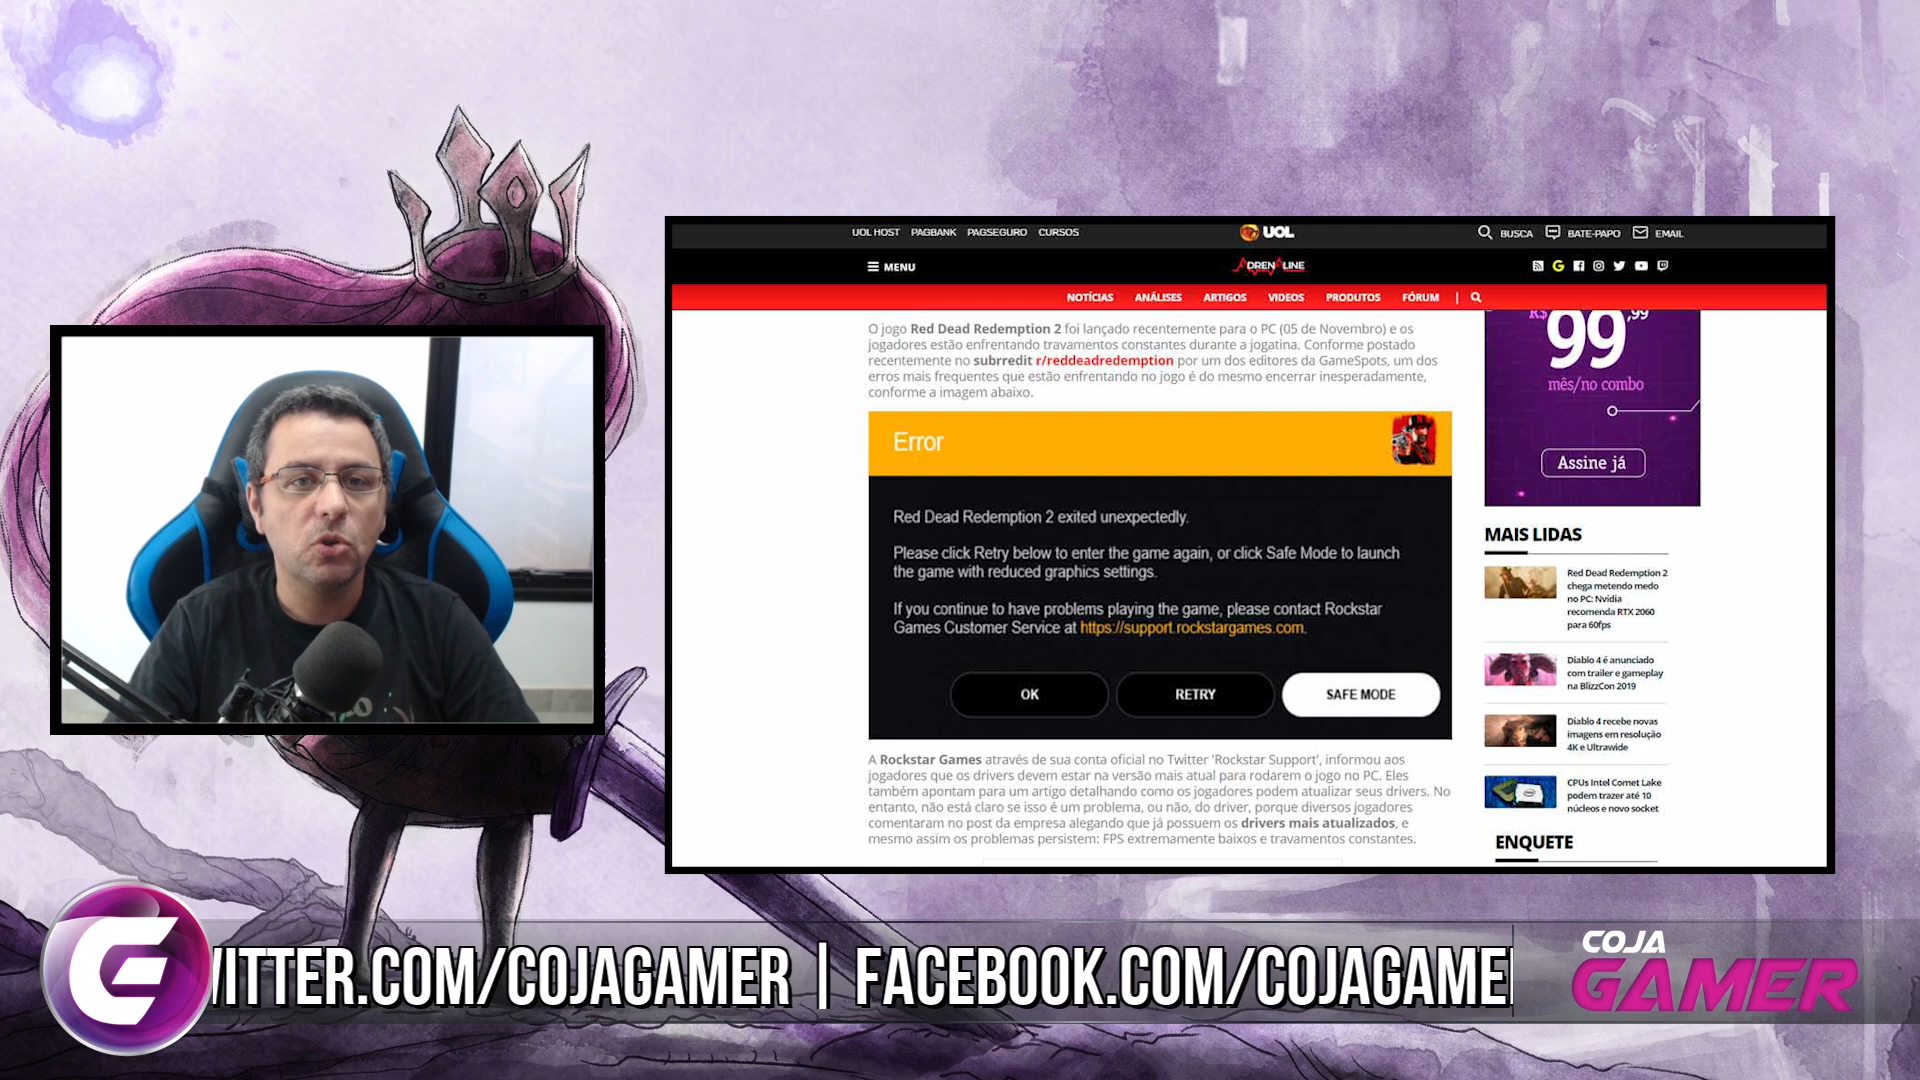 UOL HOST PAGBANK PAGSEGURO CURSOS
UOL
BUSCA BATE-PAPO EMAIL
MENU
ADRENALINE
NOTÍCIAS ANÁLISES ARTIGOS VIDEOS PRODUTOS FÓRUM |
O jogo Red Dead Redemption 2 foi lançado recentemente para o PC (05 de Novembro) e os
jogadores estão enfrentando travamentos constantes durante a jogatina. Conforme postado
recentemente no subrredit r/reddeadredemption por um dos editores da GameSpots, um dos
erros mais frequentes que estão enfrentando no jogo é do mesmo encerrar inesperadamente,
conforme a imagem abaixo.
Error
Red Dead Redemption 2 exited unexpectedly.
Please click Retry below to enter the game again, or click Safe Mode to launch
the game with reduced graphics settings.
If you continue to have problems playing the game, please contact Rockstar
Games Customer Service at https://support.rockstargames.com.
OK RETRY SAFE MODE
A Rockstar Games através de sua conta oficial no Twitter 'Rockstar Support', informou aos
jogadores que os drivers devem estar na versão mais atual para rodarem o jogo no PC. Eles
também apontam para um artigo detalhando como os jogadores podem atualizar seus drivers. No
entanto, não está claro se isso é um problema, ou não, do driver, porque diversos jogadores
comentaram no post da empresa alegando que já possuem os drivers mais atualizados, e
mesmo assim os problemas persistem: FPS extremamente baixos e travamentos constantes.
R$ 99,99
mês/no combo
Assine já
MAIS LIDAS
Red Dead Redemption 2
chega metendo medo
no PC: Nvidia
recomenda RTX 2060
para 60fps
Diablo 4 é anunciado
com trailer e gameplay
na BlizzCon 2019
Diablo 4 recebe novas
imagens em resolução
4K e Ultrawide
CPUs Intel Comet Lake
podem trazer até 10
núcleos e novo socket
ENQUETE
WITTER.COM/COJAGAMER | FACEBOOK.COM/COJAGAME
COJA
GAMER